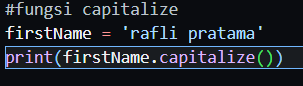 #fungsi capitalize
firstName = 'rafli pratama'
print(firstName.capitalize())